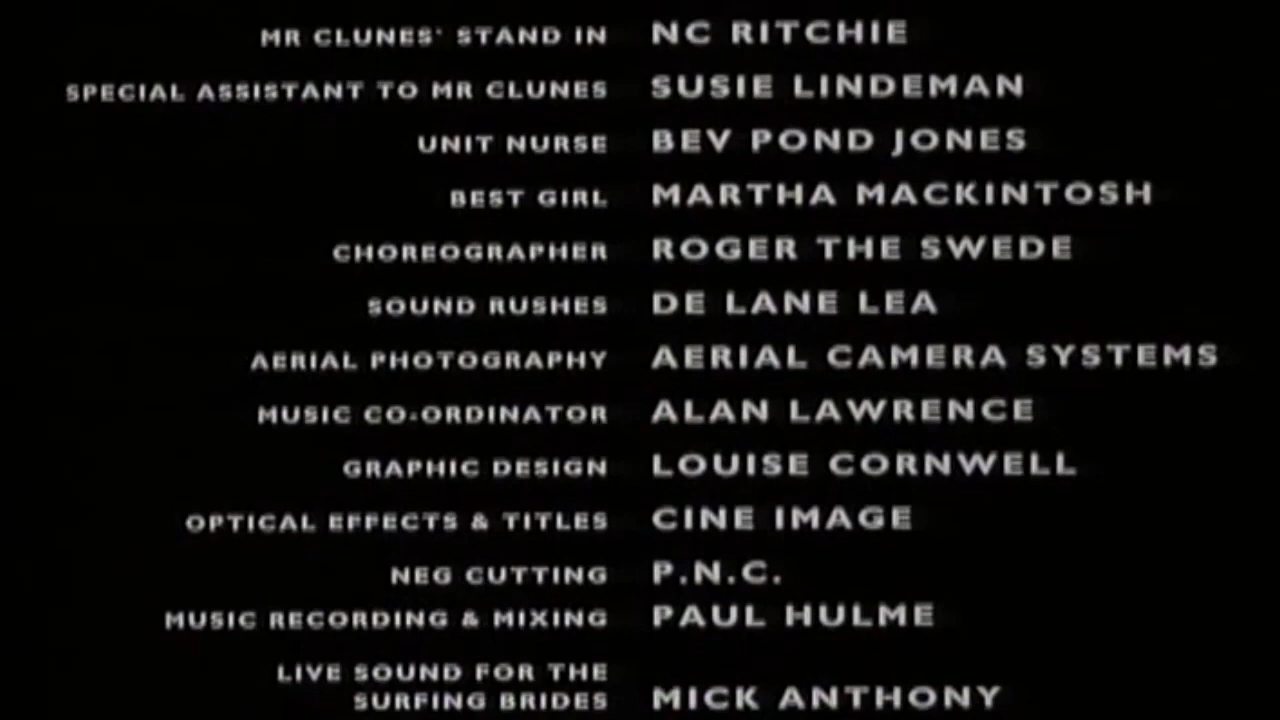 MR CLUNES' STAND IN NC RITCHIE
SPECIAL ASSISTANT TO MR CLUNES SUSIE LINDEMAN
UNIT NURSE BEV POND JONES
BEST GIRL MARTHA MACKINTOSH
CHOREOGRAPHER ROGER THE SWEDE
SOUND RUSHES DE LANE LEA
AERIAL PHOTOGRAPHY AERIAL CAMERA SYSTEMS
MUSIC CO-ORDINATOR ALAN LAWRENCE
GRAPHIC DESIGN LOUISE CORNWELL
OPTICAL EFFECTS & TITLES CINE IMAGE
NEG CUTTING P.N.C.
MUSIC RECORDING & MIXING PAUL HULME
LIVE SOUND FOR THE
SURFING BRIDES MICK ANTHONY